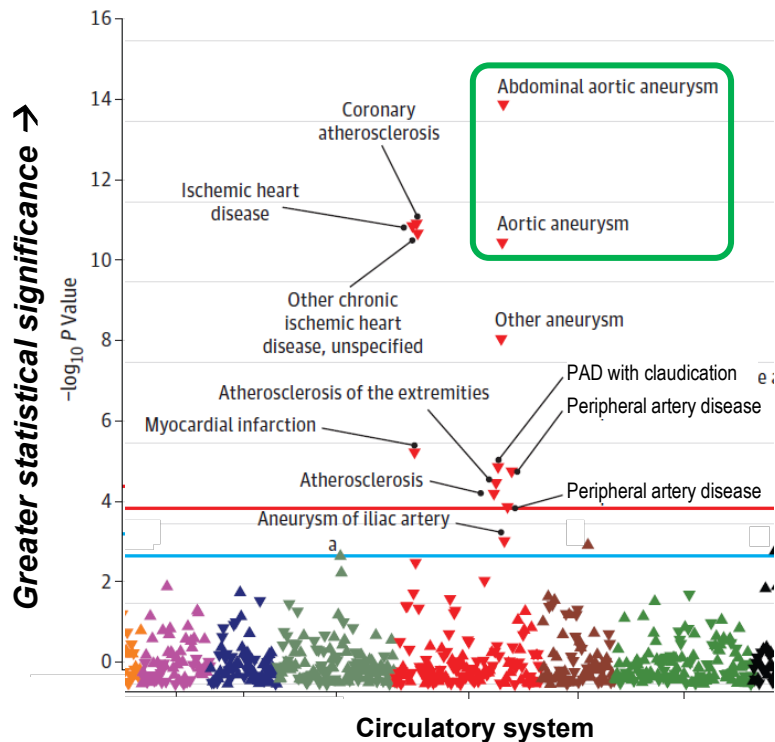 16
14
12
10
8
6
4
2
0
Greater statistical significance →
−log10 P Value
Abdominal aortic aneurysm
Coronary
atherosclerosis
Ischemic heart
disease
Aortic aneurysm
Other chronic
ischemic heart
disease, unspecified
Other aneurysm
PAD with claudication
e a
Atherosclerosis of the extremities
Peripheral artery disease
Myocardial infarction
Atherosclerosis
Peripheral artery disease
Aneurysm of iliac artery
a
Circulatory system